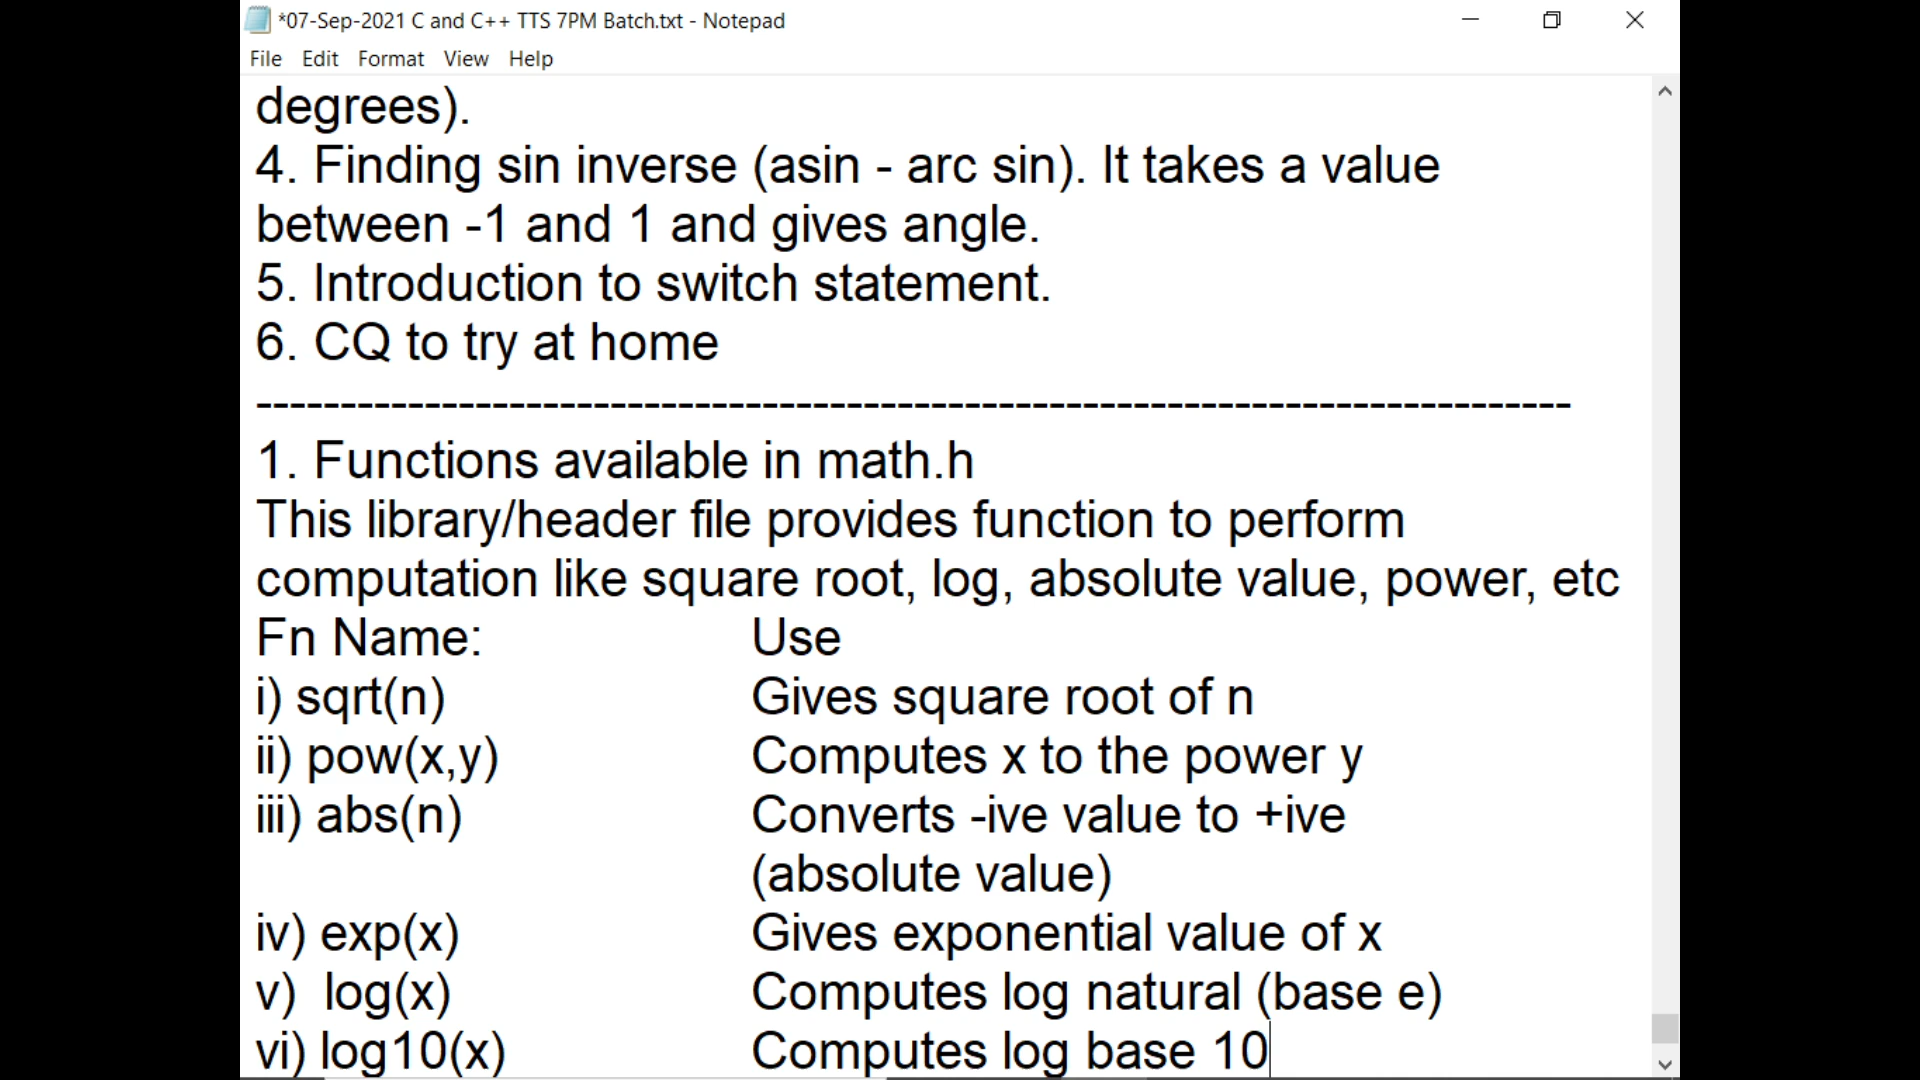 *07-Sep-2021 C and C++ TTS 7PM Batch.txt - Notepad
File Edit Format View Help
degrees).
4. Finding sin inverse (asin - arc sin). It takes a value
between -1 and 1 and gives angle.
5. Introduction to switch statement.
6. CQ to try at home
-------------------------------------------------------------------------------
1. Functions available in math.h
This library/header file provides function to perform
computation like square root, log, absolute value, power, etc
Fn Name: Use
i) sqrt(n) Gives square root of n
ii) pow(x,y) Computes x to the power y
iii) abs(n) Converts -ive value to +ive
(absolute value)
iv) exp(x) Gives exponential value of x
v) log(x) Computes log natural (base e)
vi) log10(x) Computes log base 10